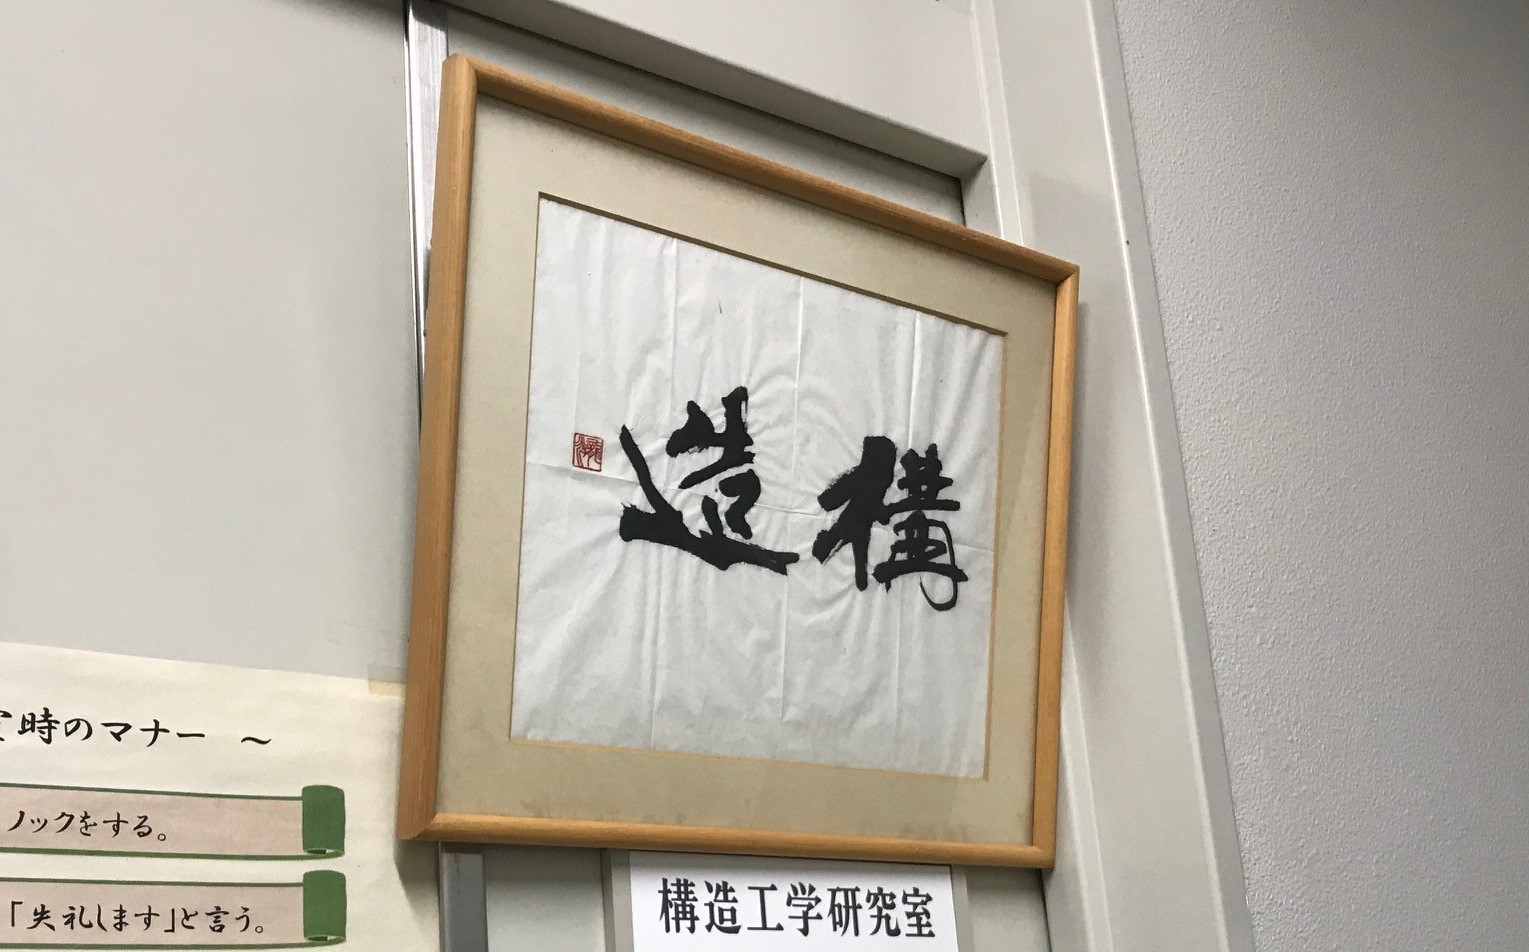 構造
室時のマナー ～
ノックをする。
「失礼します」と言う。
構造工学研究室